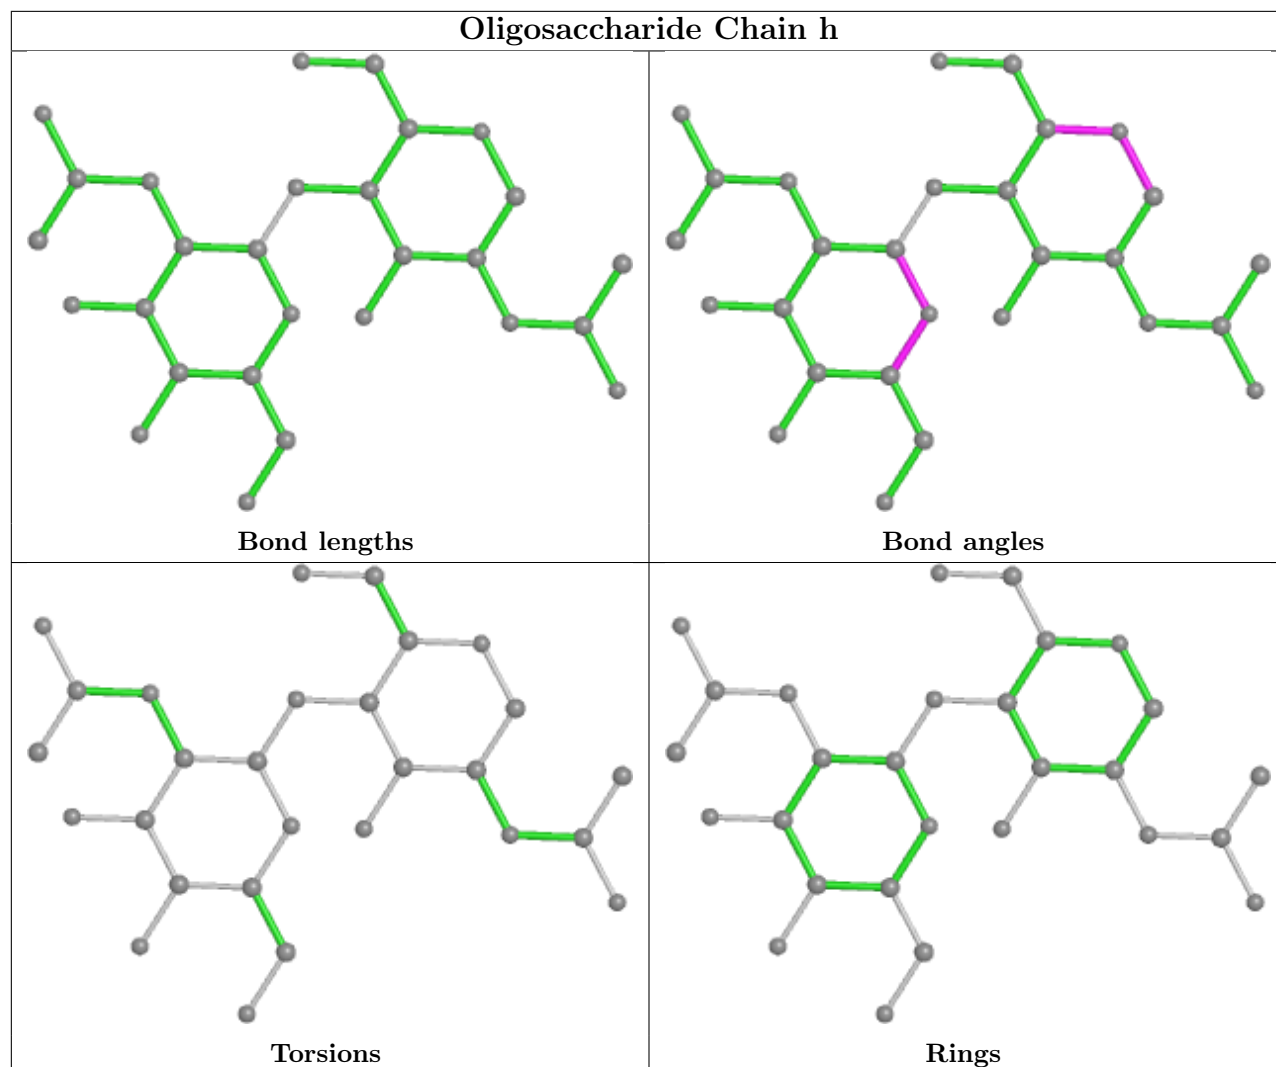 Oligosaccharide Chain h
Bond lengths
Bond angles
Torsions
Rings